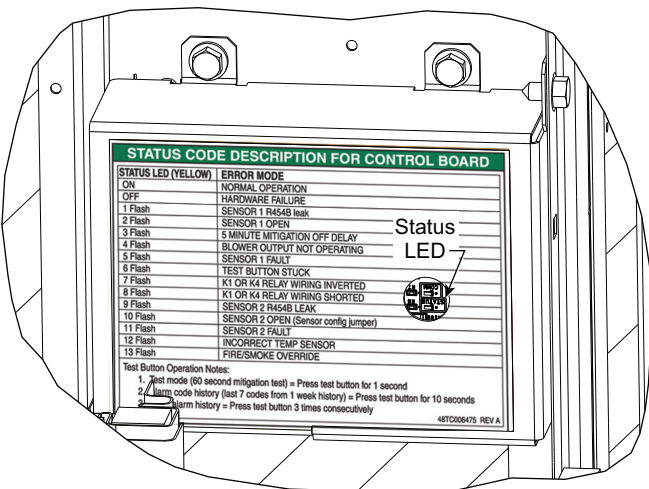 STATUS CODE DESCRIPTION FOR CONTROL BOARD
STATUS LED (YELLOW) ERROR MODE
ON NORMAL OPERATION
OFF HARDWARE FAILURE
1 Flash SENSOR 1 R454B leak
2 Flash SENSOR 1 OPEN
3 Flash 5 MINUTE MITIGATION OFF DELAY
4 Flash BLOWER OUTPUT NOT OPERATING
5 Flash SENSOR 1 FAULT
6 Flash TEST BUTTON STUCK
7 Flash K1 OR K4 RELAY WIRING INVERTED
8 Flash K1 OR K4 RELAY WIRING SHORTED
9 Flash SENSOR 2 R454B LEAK
10 Flash SENSOR 2 OPEN (Sensor config jumper)
11 Flash SENSOR 2 FAULT
12 Flash INCORRECT TEMP SENSOR
13 Flash FIRE/SMOKE OVERRIDE
Status
LED
STATUS
Test Button Operation Notes:
1. Test mode (60 second mitigation test) = Press test button for 1 second
2. code history (last 7 codes from 1 week history) = Press test button for 10 seconds
alarm history = Press test button 3 times consecutively
48TC006475 REV A